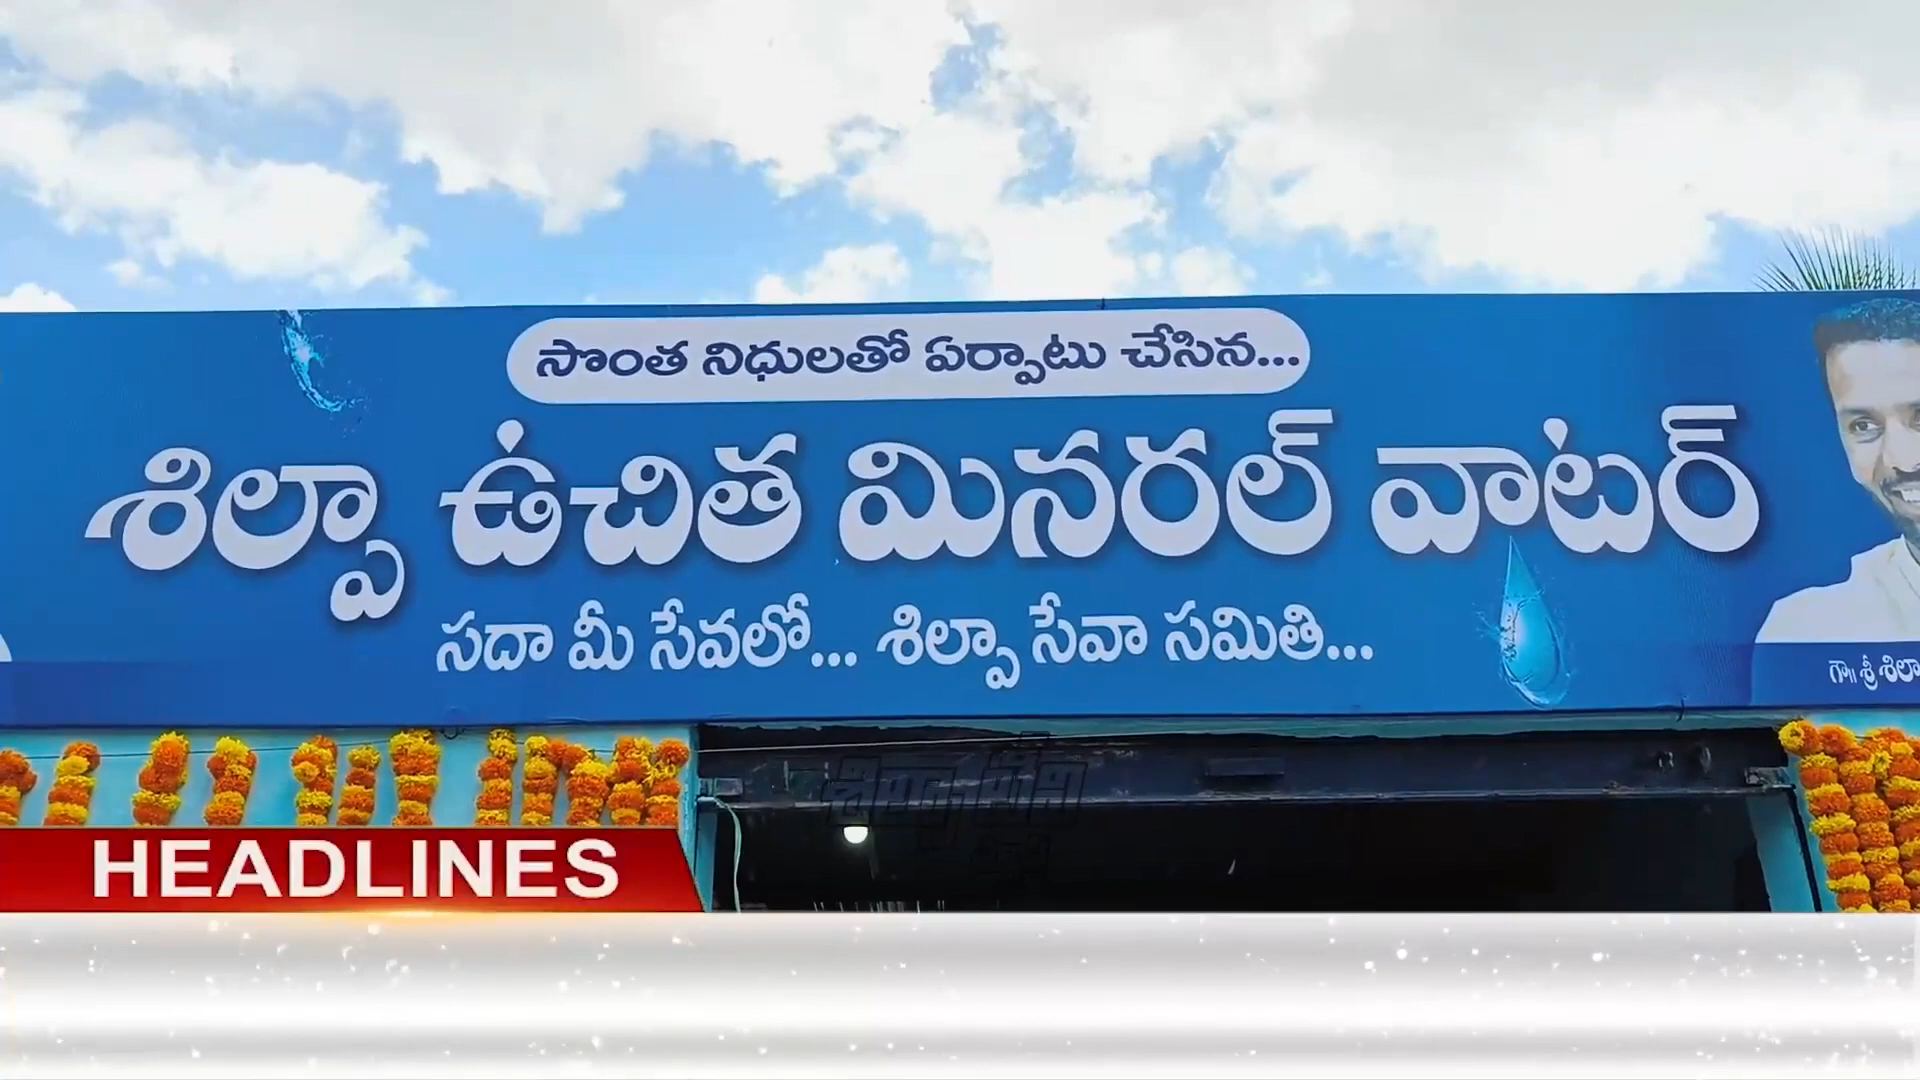 సొంత నిధులతో ఏర్పాటు చేసిన...
శిల్పా ఉచిత మినరల్ వాటర్
సదా మీ సేవలో... శిల్పా సేవా సమితి...
గౌ॥ శ్రీ
HEADLINES